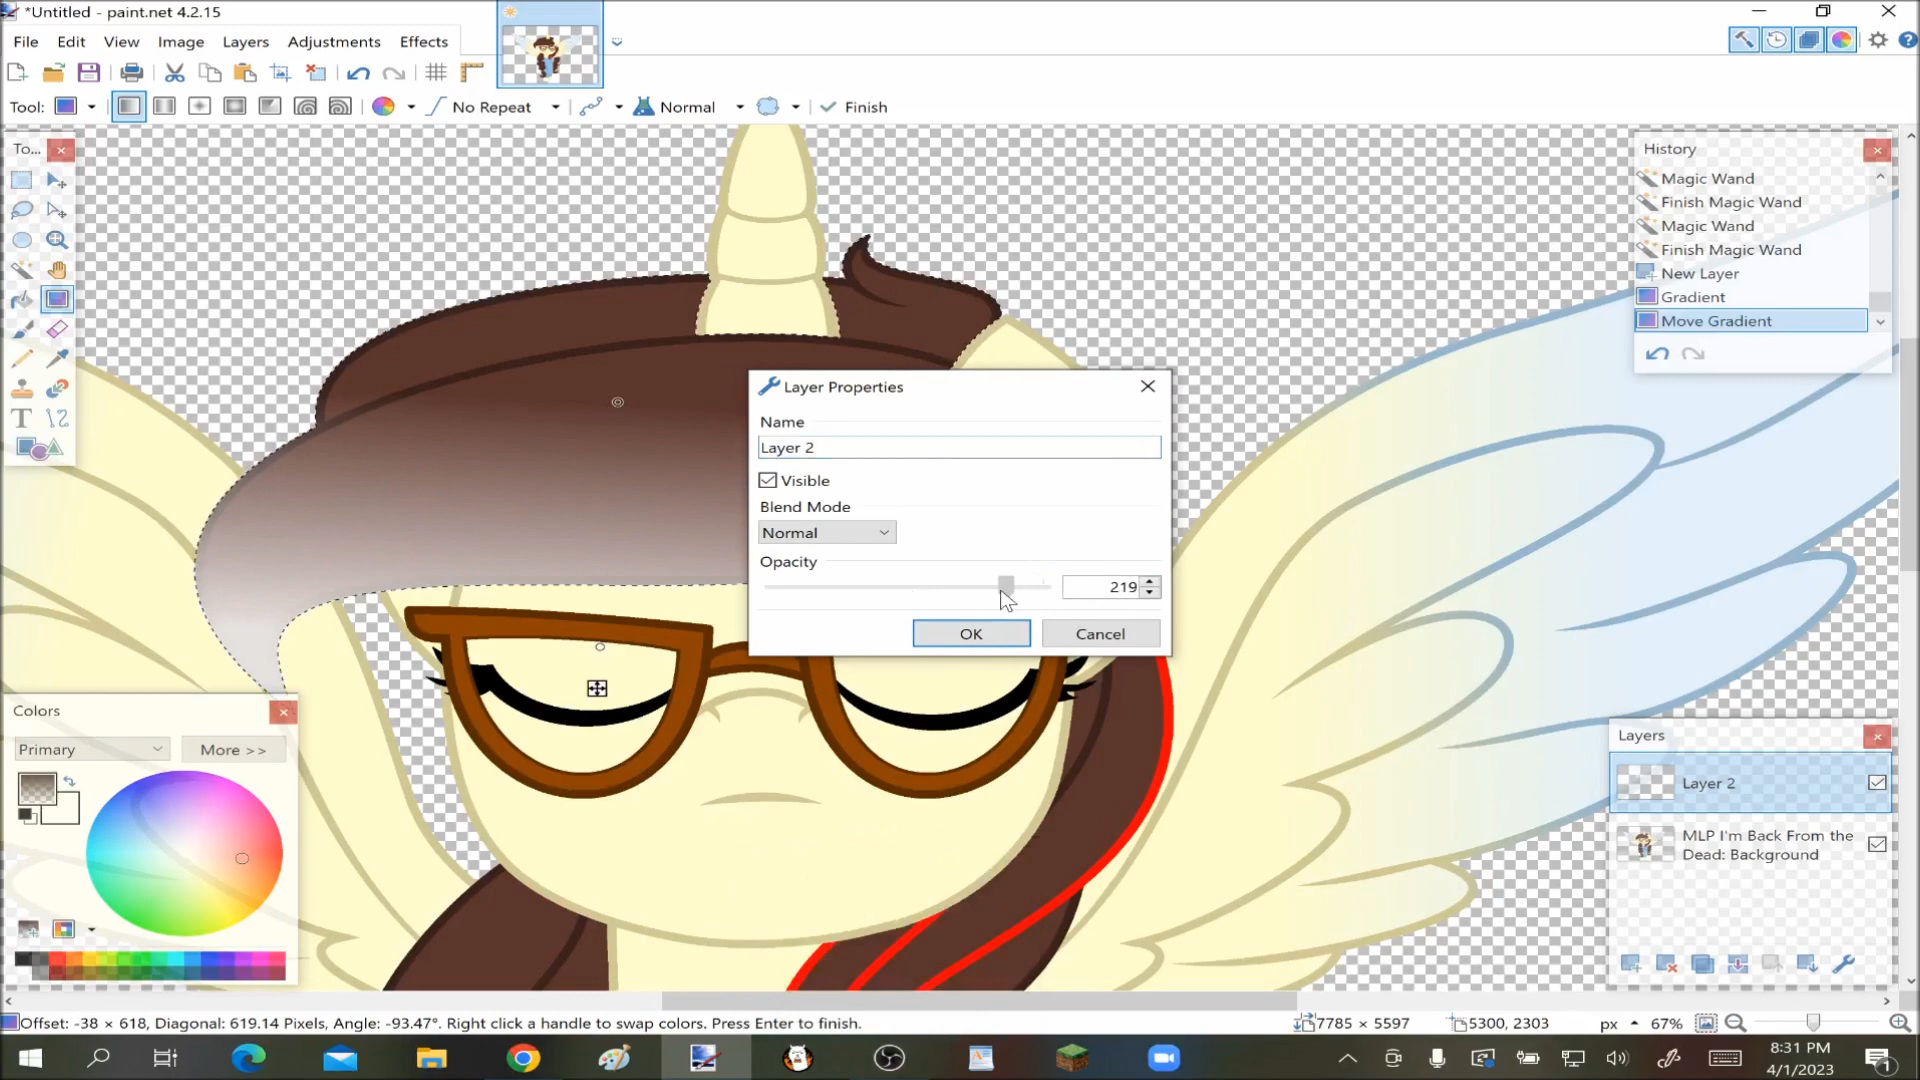 *Untitled - paint.net 4.2.15
File Edit View Image Layers Adjustments Effects
Tool: No Repeat Normal Finish
To...
History
Magic Wand
Finish Magic Wand
Magic Wand
Finish Magic Wand
New Layer
Gradient
Move Gradient
Layer Properties
Name
Layer 2
Visible
Blend Mode
Normal
Opacity
219
OK Cancel
Colors
Primary More >>
Layers
Layer 2
MLP I'm Back From the
Dead: Background
Offset: -38 × 618, Diagonal: 619.14 Pixels, Angle: -93.47°. Right click a handle to swap colors. Press Enter to finish.
7785 × 5597 5300, 2303 px 67%
8:31 PM
4/1/2023
1